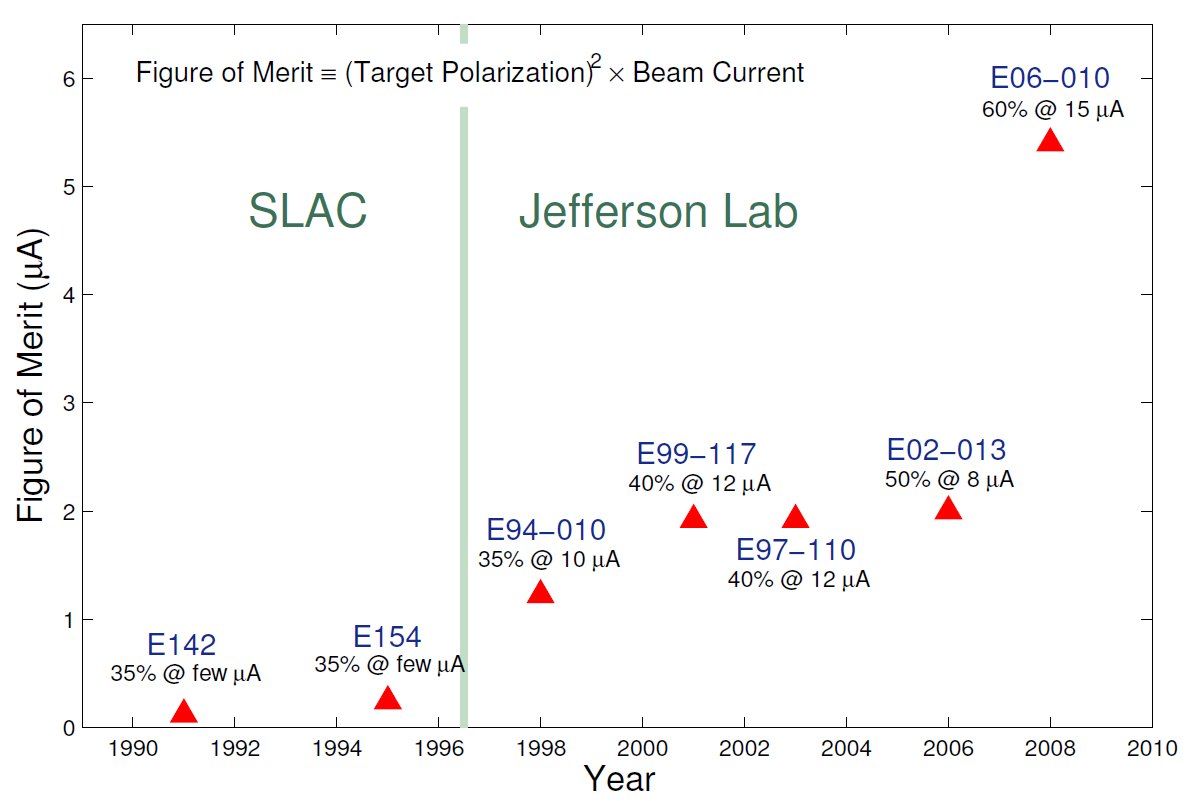 Figure of Merit ≡ (Target Polarization)² × Beam Current
E06−010
60% @ 15 μA
SLAC
Jefferson Lab
E99−117
40% @ 12 μA
E02−013
50% @ 8 μA
E94−010
35% @ 10 μA
E97−110
40% @ 12 μA
E142
35% @ few μA
E154
35% @ few μA
Figure of Merit (μA)
6
5
4
3
2
1
0
1990 1992 1994 1996 1998 2000 2002 2004 2006 2008 2010
Year